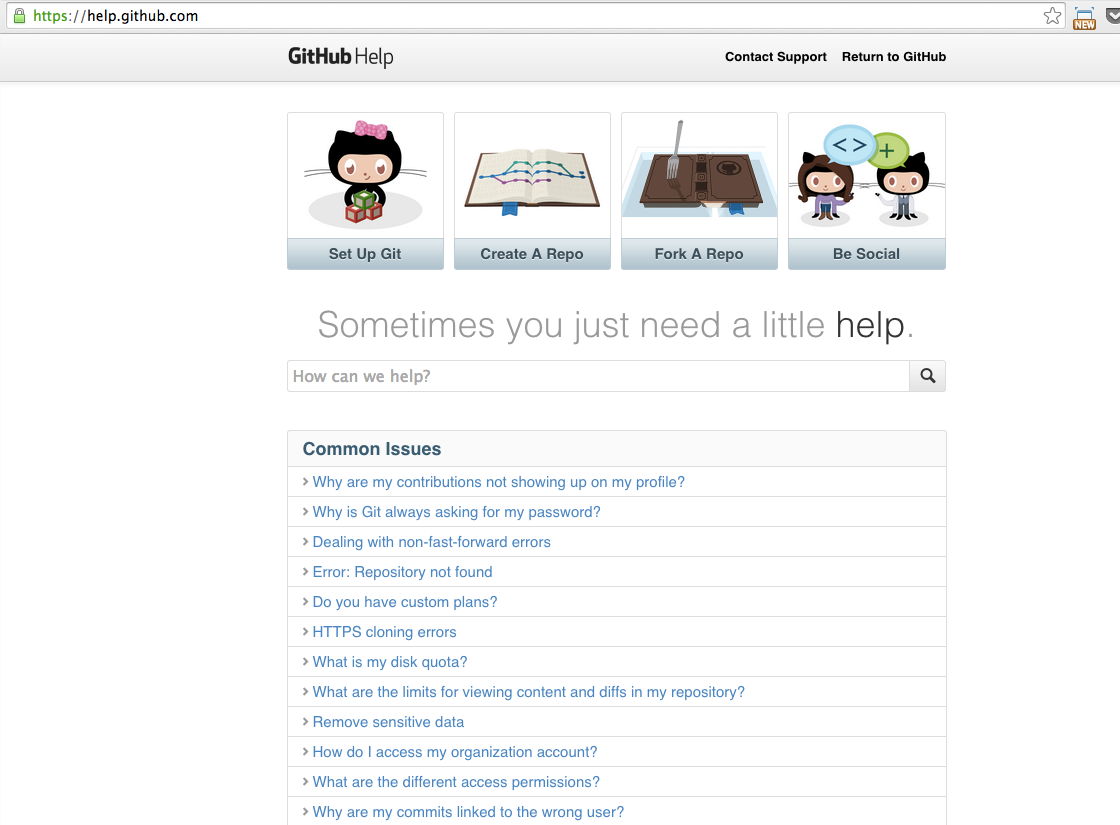 https://help.github.com
NEW
GitHub Help
Contact Support
Return to GitHub
< >
+
Set Up Git
Create A Repo
Fork A Repo
Be Social
Sometimes you just need a little help.
How can we help?
Common Issues
Why are my contributions not showing up on my profile?
Why is Git always asking for my password?
Dealing with non-fast-forward errors
Error: Repository not found
Do you have custom plans?
HTTPS cloning errors
What is my disk quota?
What are the limits for viewing content and diffs in my repository?
Remove sensitive data
How do I access my organization account?
What are the different access permissions?
Why are my commits linked to the wrong user?